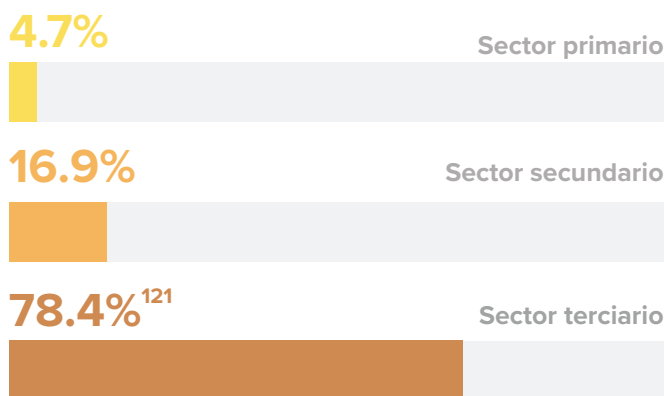 4.7%
Sector primario
16.9%
Sector secundario
78.4%121
Sector terciario